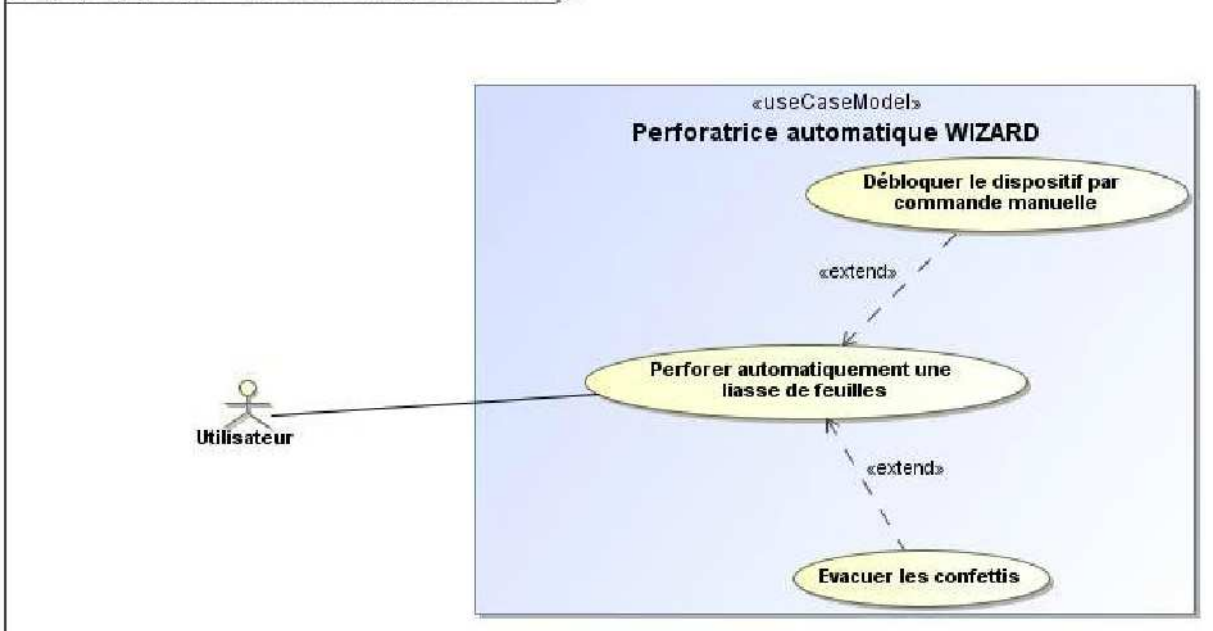 «useCaseModel»
Perforatrice automatique WIZARD
Débloquer le dispositif par
commande manuelle
«extend»
Perforer automatiquement une
liasse de feuilles
Utilisateur
«extend»
Evacuer les confettis